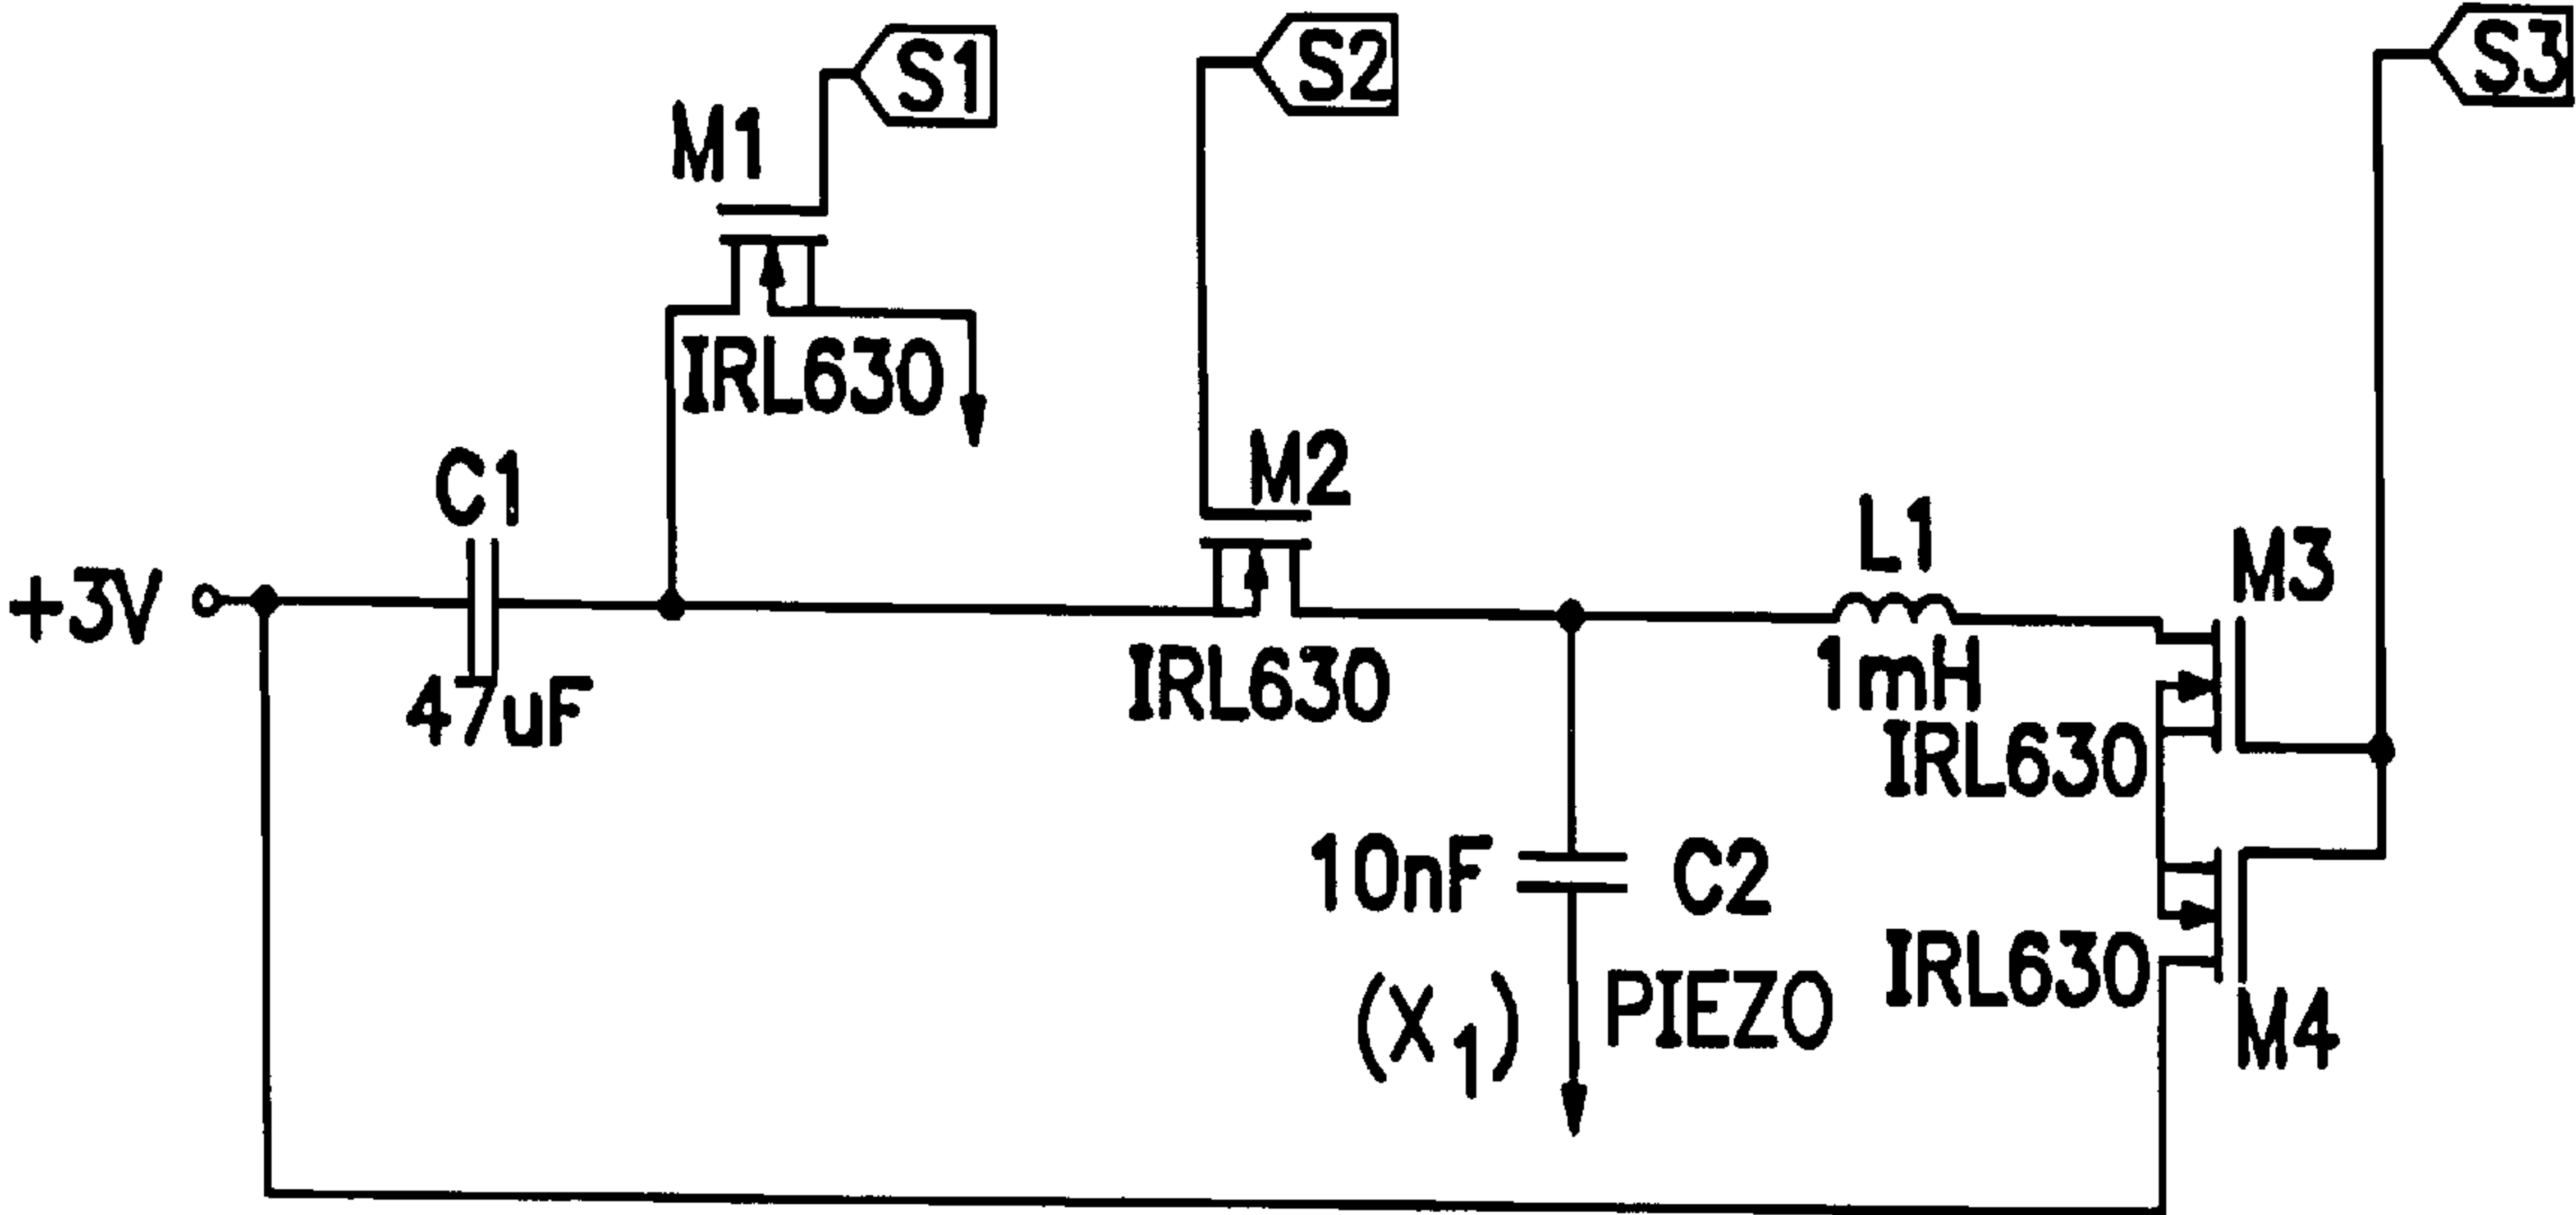 S1
S2
S3
M1
IRL630
C1
47uF
+3V
M2
IRL630
L1
1mH
M3
IRL630
10nF
C2
(X1)
PIEZO
IRL630
M4